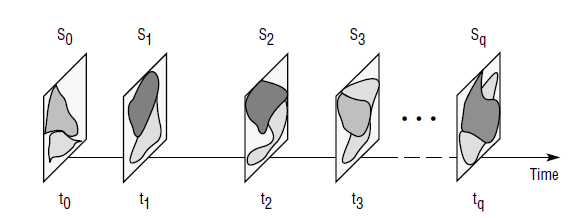 S0 S1 S2 S3 Sq
• • •
Time
t0 t1 t2 t3 tq